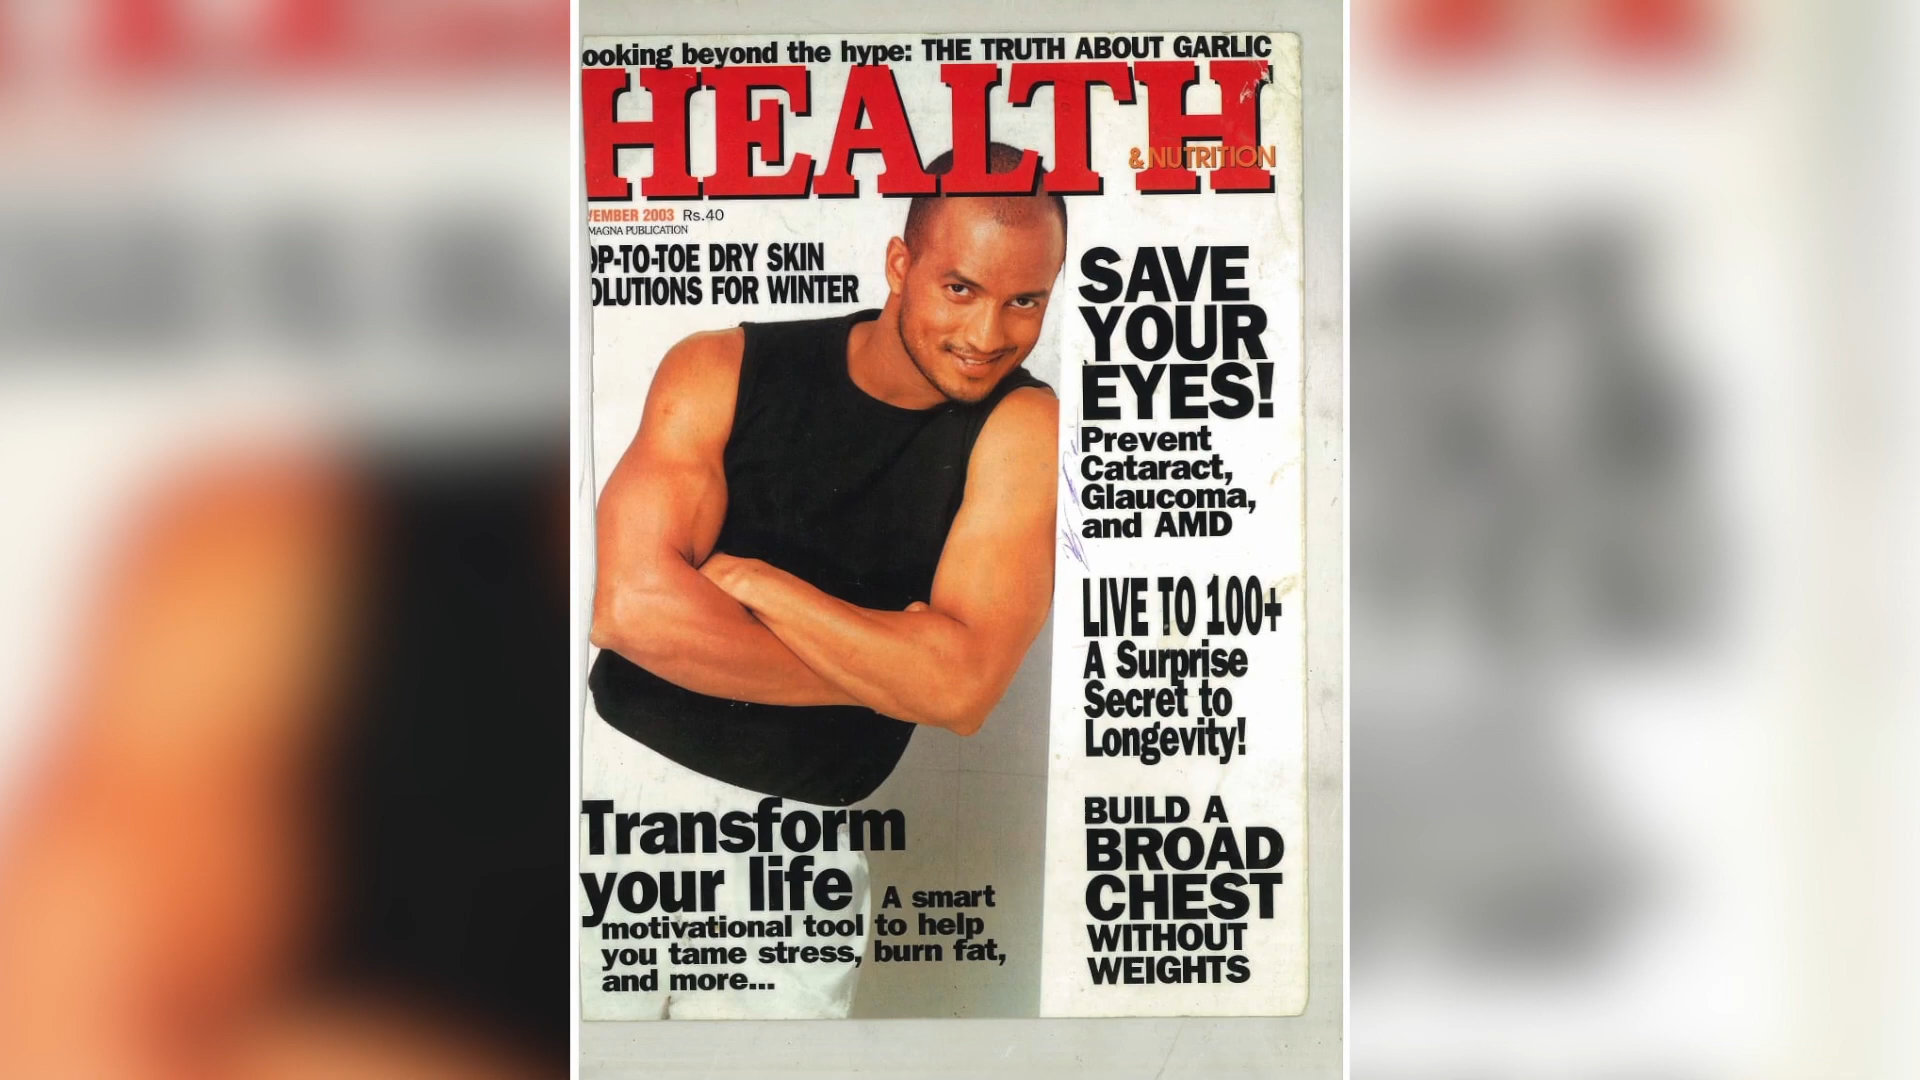 ooking beyond the hype: THE TRUTH ABOUT GARLIC
HEALTH
& NUTRITION
VEMBER 2003 Rs.40
MAGNA PUBLICATION
OP-TO-TOE DRY SKIN
OLUTIONS FOR WINTER
SAVE
YOUR
EYES!
Prevent
Cataract,
Glaucoma,
and AMD
LIVE TO 100+
A Surprise
Secret to
Longevity!
BUILD A
BROAD
CHEST
WITHOUT
WEIGHTS
Transform
your life A smart
motivational tool to help
you tame stress, burn fat,
and more...